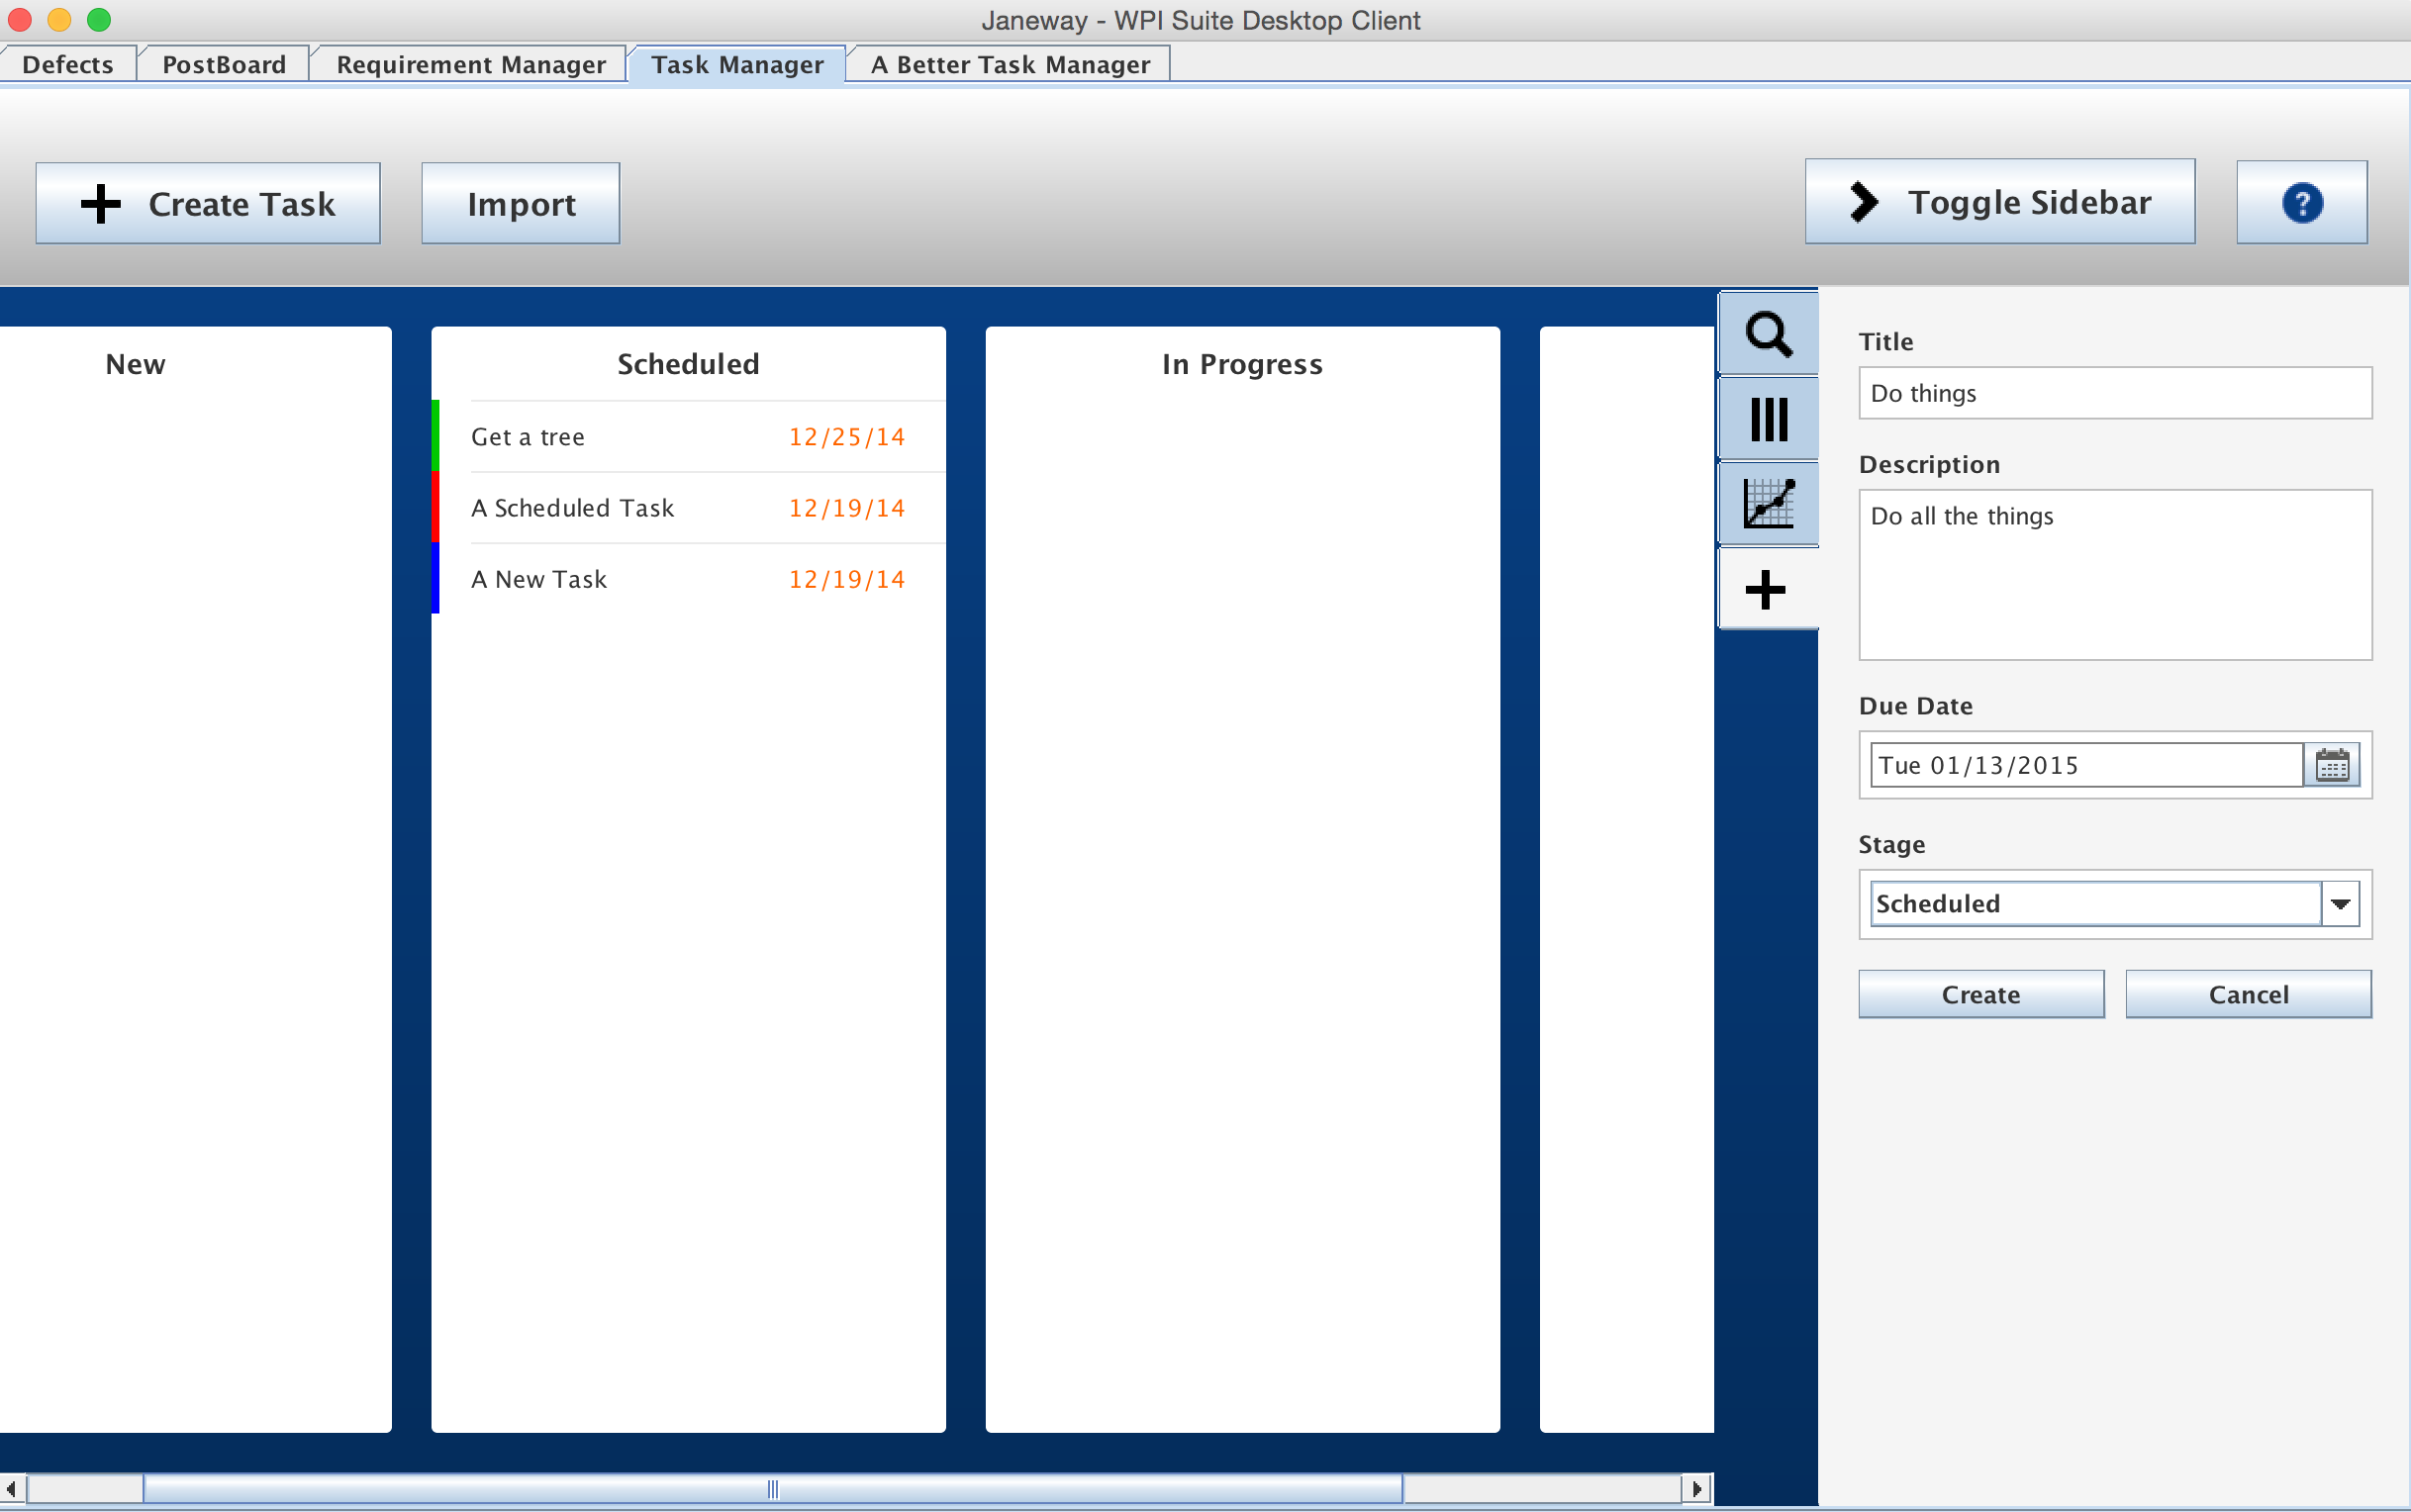 Janeway - WPI Suite Desktop Client
Defects
PostBoard
Requirement Manager
Task Manager
A Better Task Manager
Create Task
Import
Toggle Sidebar
?
New
Scheduled
Get a tree 12/25/14
A Scheduled Task 12/19/14
A New Task 12/19/14
In Progress
Title
Do things
Description
Do all the things
Due Date
Tue 01/13/2015
Stage
Scheduled
Create
Cancel